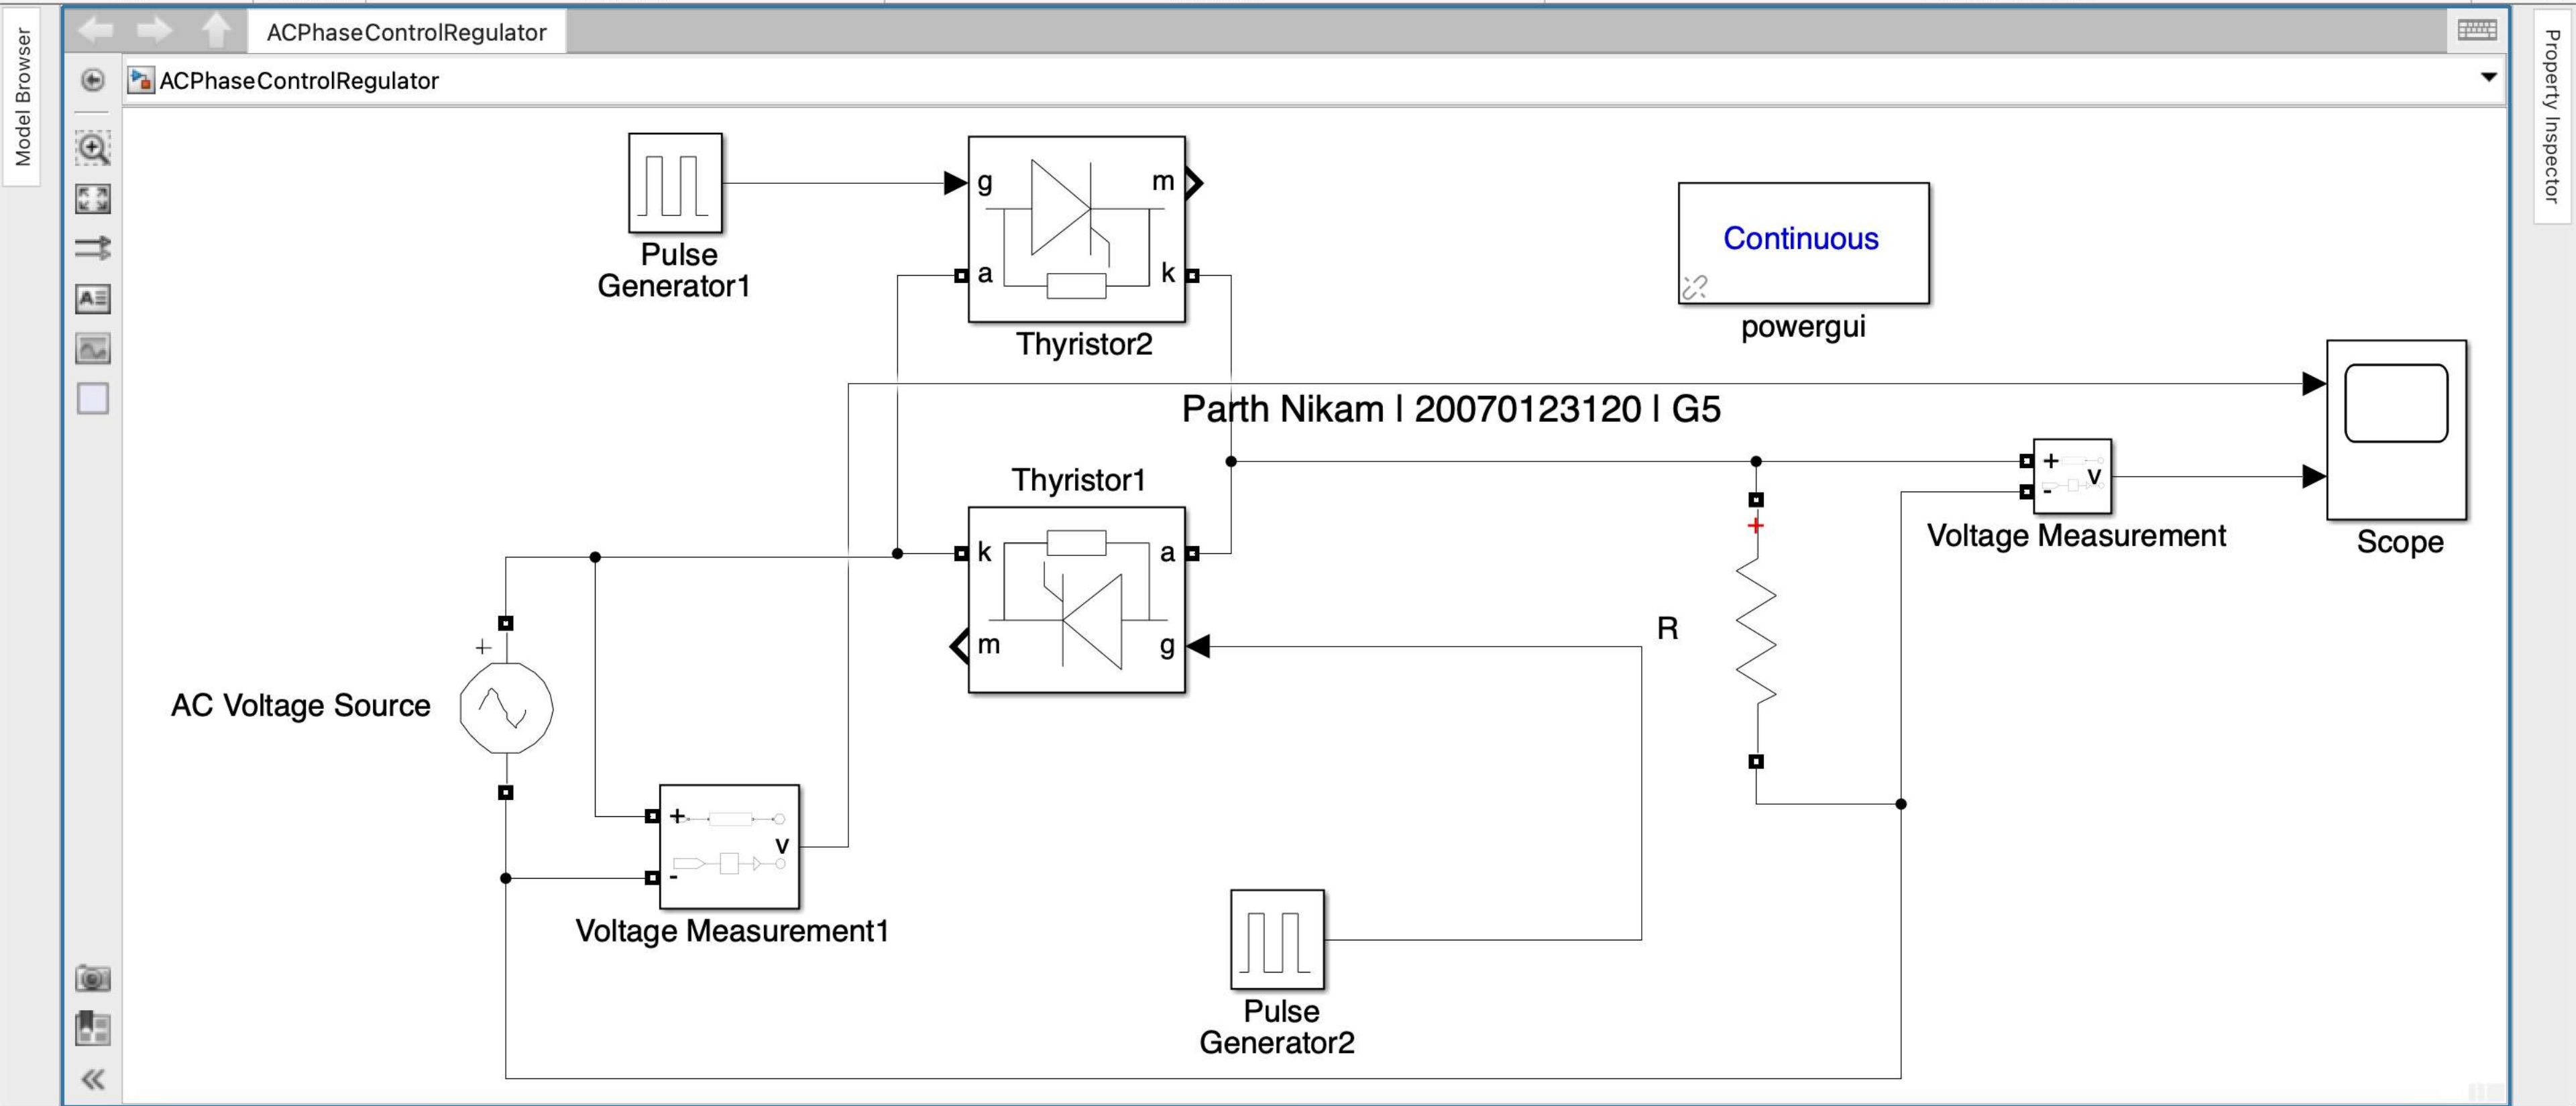 Model Browser
ACPhaseControlRegulator
Property Inspector
ACPhaseControlRegulator
g
m
Pulse
Generator1
a
k
Thyristor2
Continuous
powergui
Parth Nikam | 20070123120 | G5
Thyristor1
+
-
v
Voltage Measurement
Scope
k
a
m
g
+
R
+
AC Voltage Source
+
v
-
Voltage Measurement1
Pulse
Generator2